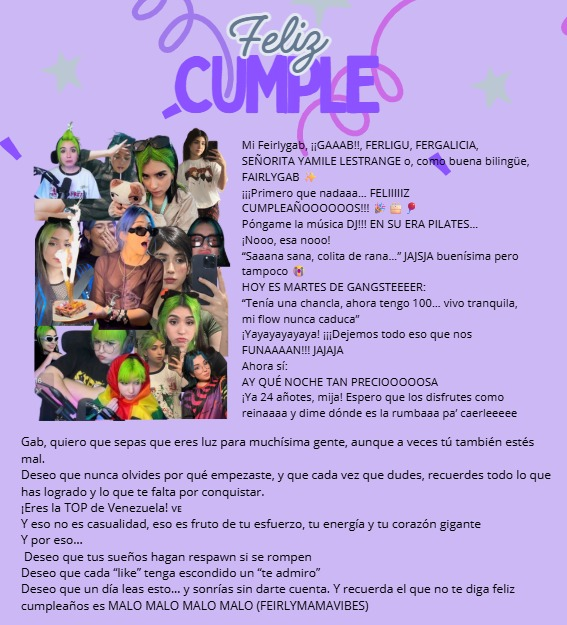 Feliz
CUMPLE
Mi Feirlygab, ¡¡GAAAB!!, FERLIGU, FERGALICIA,
SEÑORITA YAMILE LESTRANGE o, como buena bilingüe,
FAIRLYGAB ✨
¡¡¡Primero que nadaaa... FELIIIIIZ
CUMPLEAÑOOOOOOS!!! 🎉 🎂 🎈
Póngame la música DJ!!! EN SU ERA PILATES...
¡Nooo, esa nooo!
“Saaana sana, colita de rana...” JAJSJA buenísima pero
tampoco 🐸
HOY ES MARTES DE GANGSTEEEER:
“Tenía una chancla, ahora tengo 100... vivo tranquila,
mi flow nunca caduca”
¡Yayayayayaya! ¡¡¡Dejemos todo eso que nos
FUNAAAAN!!! JAJAJA
Ahora sí:
AY QUÉ NOCHE TAN PRECIOOOOOSA
¡Ya 24 añotes, mija! Espero que los disfrutes como
reinaaaa y dime dónde es la rumbaaa pa’ caerleeeee
Gab, quiero que sepas que eres luz para muchísima gente, aunque a veces tú también estés
mal.
Deseo que nunca olvides por qué empezaste, y que cada vez que dudes, recuerdes todo lo que
has logrado y lo que te falta por conquistar.
¡Eres la TOP de Venezuela! ᴠᴇ
Y eso no es casualidad, eso es fruto de tu esfuerzo, tu energía y tu corazón gigante
Y por eso...
Deseo que tus sueños hagan respawn si se rompen
Deseo que cada “like” tenga escondido un “te admiro”
Deseo que un día leas esto... y sonrías sin darte cuenta. Y recuerda el que no te diga feliz
cumpleaños es MALO MALO MALO MALO (FEIRLYMAMAVIBES)